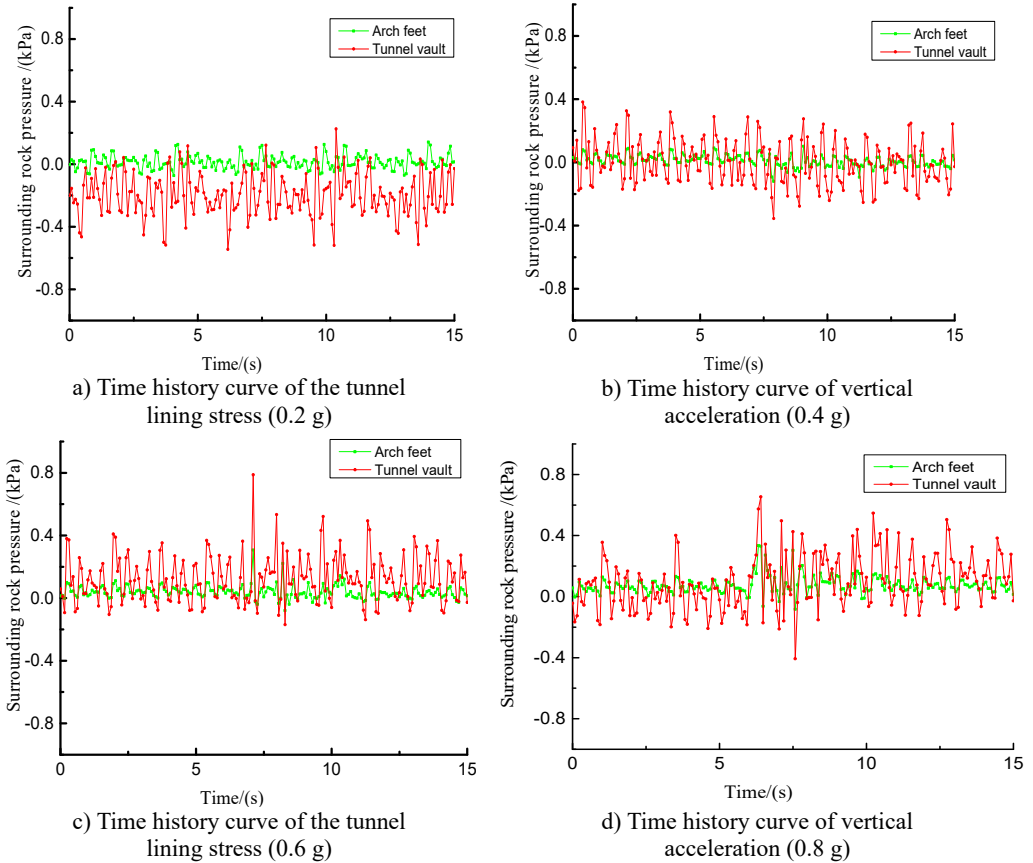 Surrounding rock pressure /(kPa)
0.8
0.4
0.0
-0.4
-0.8
Arch feet
Tunnel vault
0
5
10
15
Time/(s)
a) Time history curve of the tunnel
lining stress (0.2 g)
Surrounding rock pressure /(kPa)
0.8
0.4
0.0
-0.4
-0.8
Arch feet
Tunnel vault
0
5
10
15
Time/(s)
b) Time history curve of vertical
acceleration (0.4 g)
Surrounding rock pressure /(kPa)
0.8
0.4
0.0
-0.4
-0.8
Arch feet
Tunnel vault
0
5
10
15
Time/(s)
c) Time history curve of the tunnel
lining stress (0.6 g)
Surrounding rock pressure /(kPa)
0.8
0.4
0.0
-0.4
-0.8
Arch feet
Tunnel vault
0
5
10
15
Time/(s)
d) Time history curve of vertical
acceleration (0.8 g)